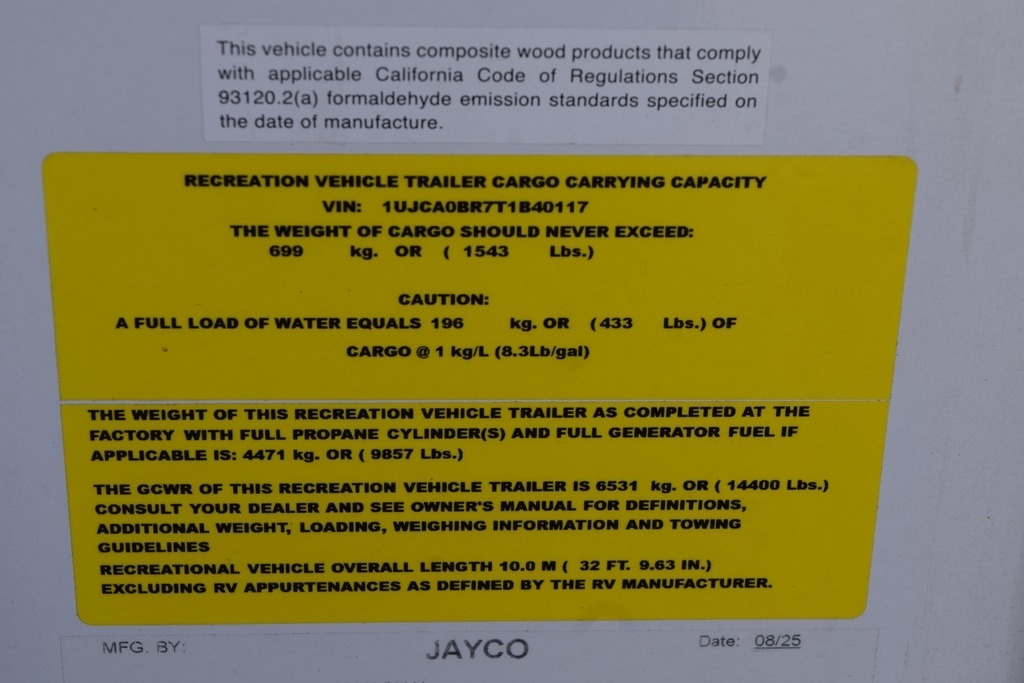 This vehicle contains composite wood products that comply
with applicable California Code of Regulations Section
93120.2(a) formaldehyde emission standards specified on
the date of manufacture.
RECREATION VEHICLE TRAILER CARGO CARRYING CAPACITY
VIN: 1UJCA0BR7T1B40117
THE WEIGHT OF CARGO SHOULD NEVER EXCEED:
699 kg. OR ( 1543 Lbs.)
CAUTION:
A FULL LOAD OF WATER EQUALS 196 kg. OR (433 Lbs.) OF
CARGO @ 1 kg/L (8.3Lb/gal)
THE WEIGHT OF THIS RECREATION VEHICLE TRAILER AS COMPLETED AT THE
FACTORY WITH FULL PROPANE CYLINDER(S) AND FULL GENERATOR FUEL IF
APPLICABLE IS: 4471 kg. OR ( 9857 Lbs.)
THE GCWR OF THIS RECREATION VEHICLE TRAILER IS 6531 kg. OR ( 14400 Lbs.)
CONSULT YOUR DEALER AND SEE OWNER'S MANUAL FOR DEFINITIONS,
ADDITIONAL WEIGHT, LOADING, WEIGHING INFORMATION AND TOWING
GUIDELINES
RECREATIONAL VEHICLE OVERALL LENGTH 10.0 M ( 32 FT. 9.63 IN.)
EXCLUDING RV APPURTENANCES AS DEFINED BY THE RV MANUFACTURER.
MFG. BY: JAYCO Date: 08/25